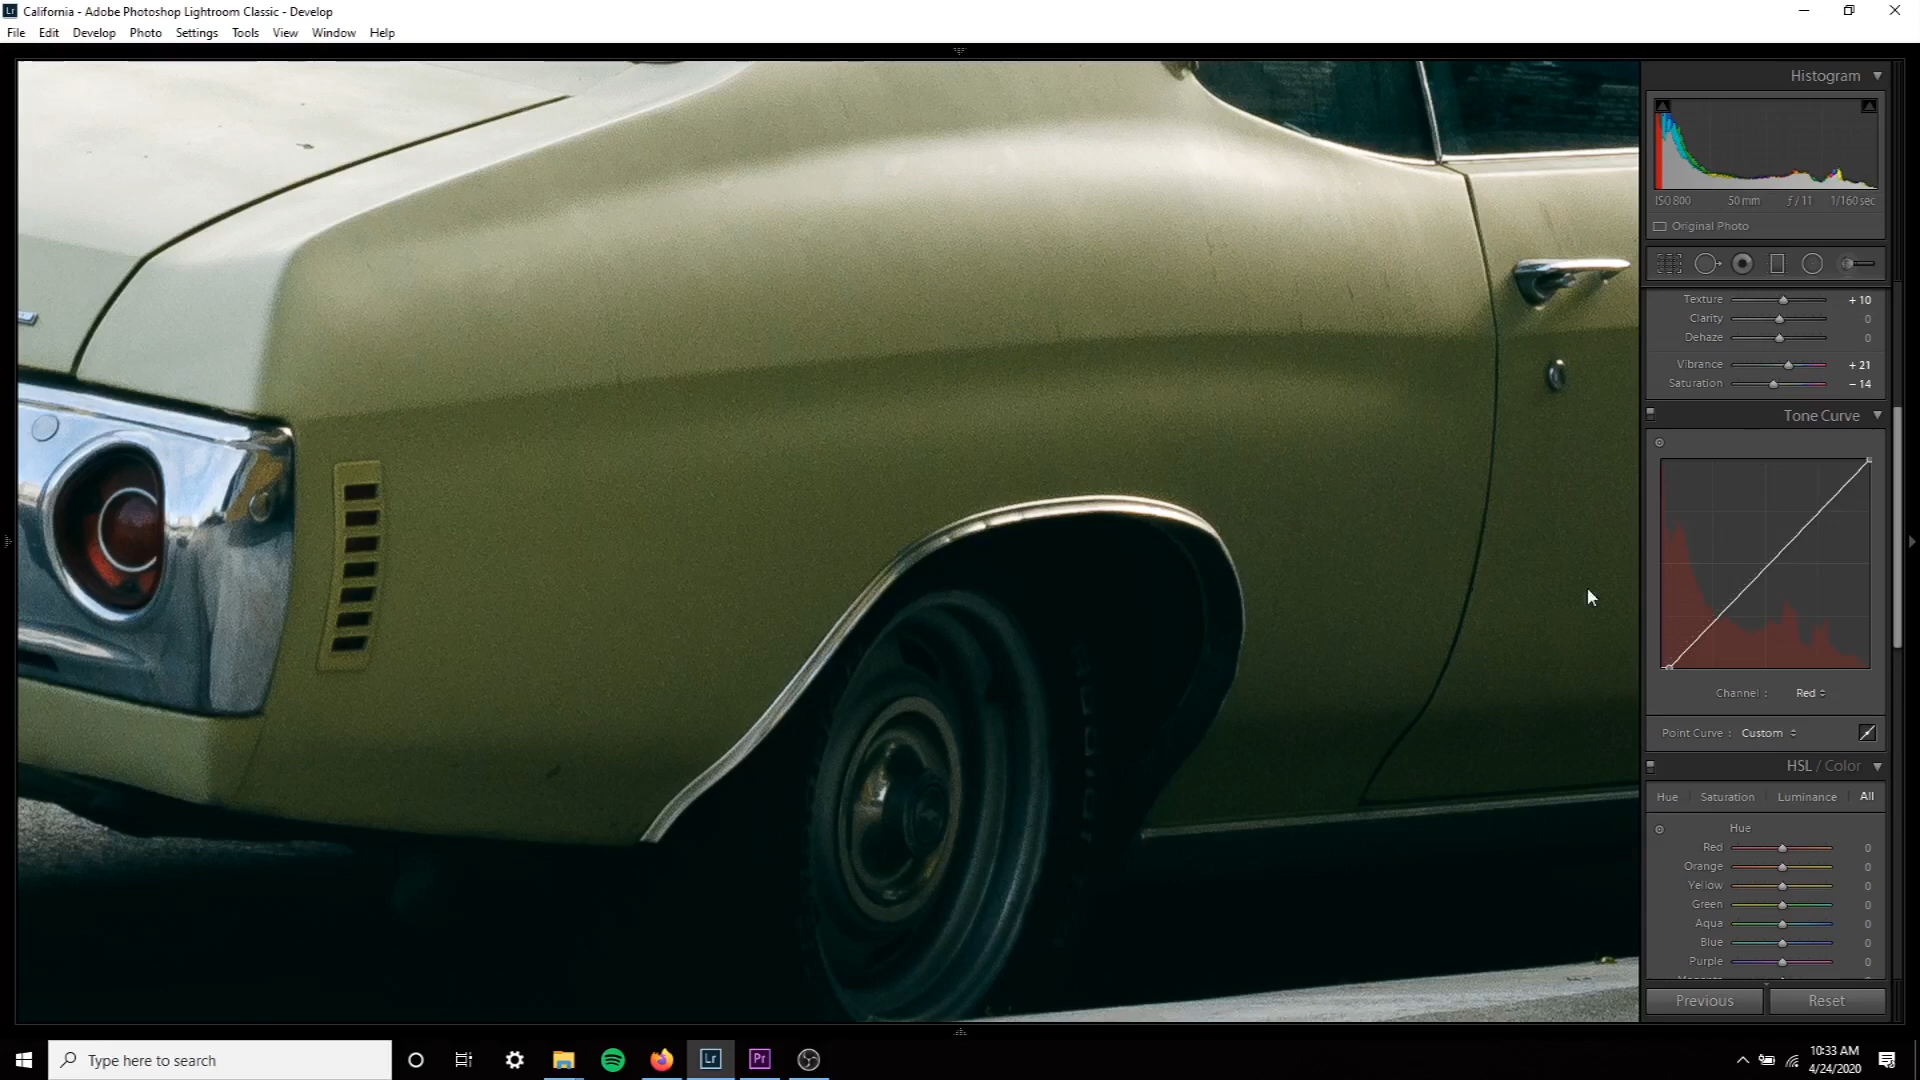 California - Adobe Photoshop Lightroom Classic - Develop
File Edit Develop Photo Settings Tools View Window Help
Histogram
ISO 800 50 mm ƒ / 11 1/160 sec
Original Photo
Texture + 10
Clarity 0
Dehaze 0
Vibrance + 21
Saturation – 14
Tone Curve
Channel : Red
Point Curve : Custom
HSL / Color
Hue Saturation Luminance All
Hue
Red 0
Orange 0
Yellow 0
Green 0
Aqua 0
Blue 0
Purple 0
Previous Reset
Type here to search
Lr
Pr
10:33 AM
4/24/2020